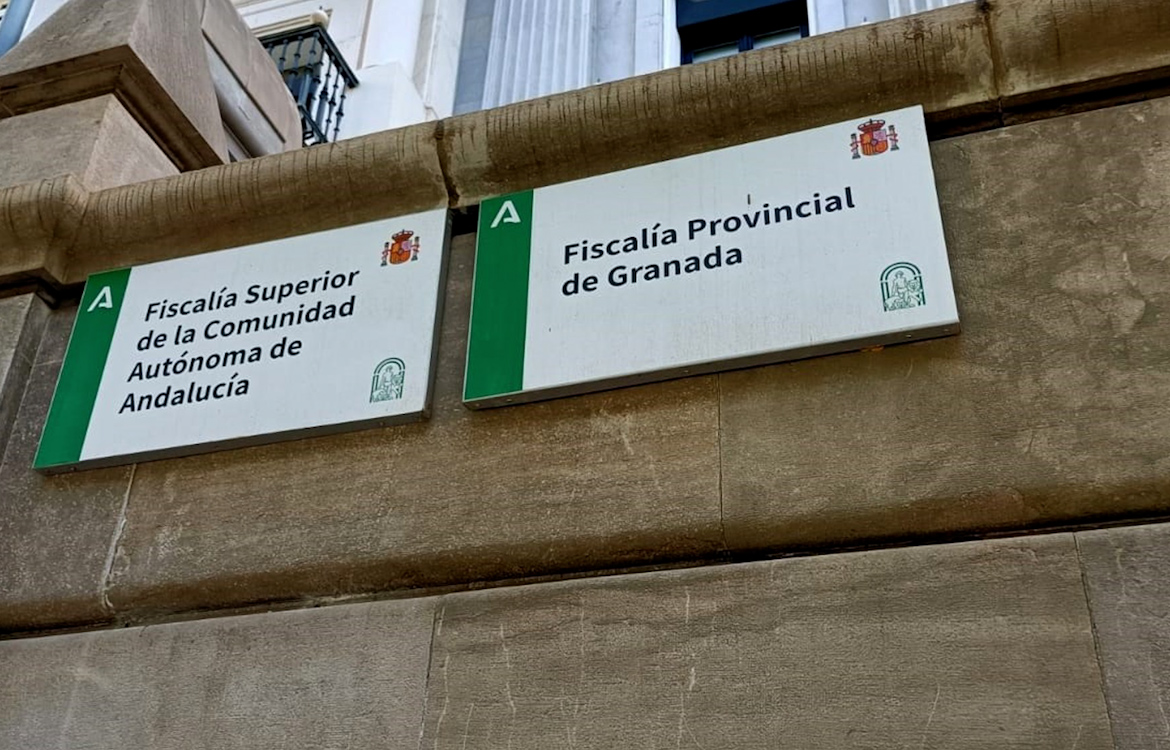 A
Fiscalía Superior
de la Comunidad
Autónoma de
Andalucía
A
Fiscalía Provincial
de Granada